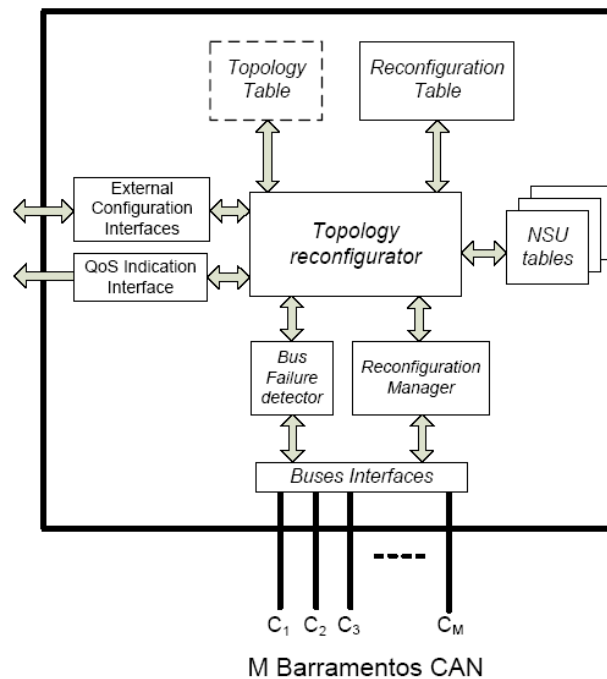 Topology
Table
Reconfiguration
Table
External
Configuration
Interfaces
Topology
reconfigurator
NSU
tables
QoS Indication
Interface
Bus
Failure
detector
Reconfiguration
Manager
Buses Interfaces
C₁ C₂ C₃ C_M
M Barramentos CAN